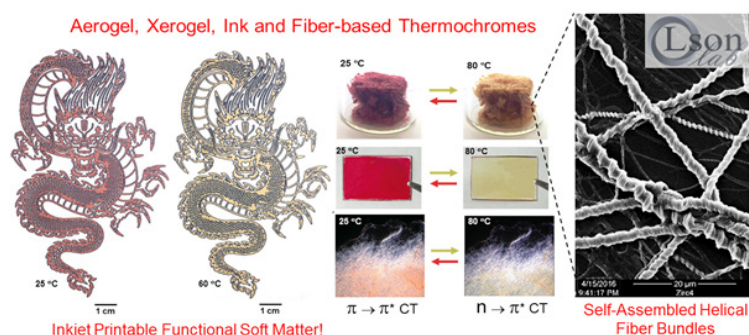 Aerogel, Xerogel, Ink and Fiber-based Thermochromes
25 °C
1 cm
60 °C
1 cm
Inkjet Printable Functional Soft Matter!
25 °C
80 °C
25 °C
80 °C
25 °C
80 °C
π → π* CT
n → π* CT
OLson
lab
4/15/2016
9:41:17 PM
20 μm
Zirc4
Self-Assembled Helical
Fiber Bundles